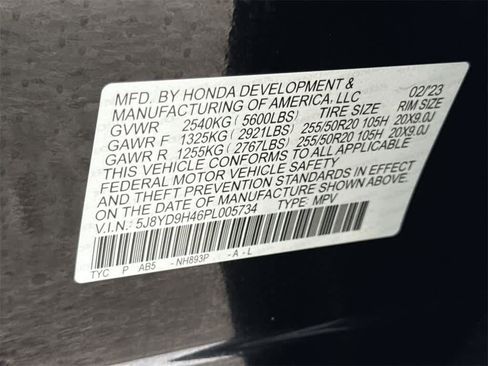 MFD. BY HONDA DEVELOPMENT & 02/23
MANUFACTURING OF AMERICA, LLC
GVWR 2540KG ( 5600LBS) TIRE SIZE RIM SIZE
GAWR F 1325KG ( 2921LBS) 255/50R20 105H 20X9.0J
GAWR R 1255KG ( 2767LBS) 255/50R20 105H 20X9.0J
THIS VEHICLE CONFORMS TO ALL APPLICABLE
FEDERAL MOTOR VEHICLE SAFETY
AND THEFT PREVENTION STANDARDS IN EFFECT
ON THE DATE OF MANUFACTURE SHOWN ABOVE.
V.I.N.: 5J8YD9H46PL005734 TYPE: MPV
TYC P AB5 -NH893P -A-L